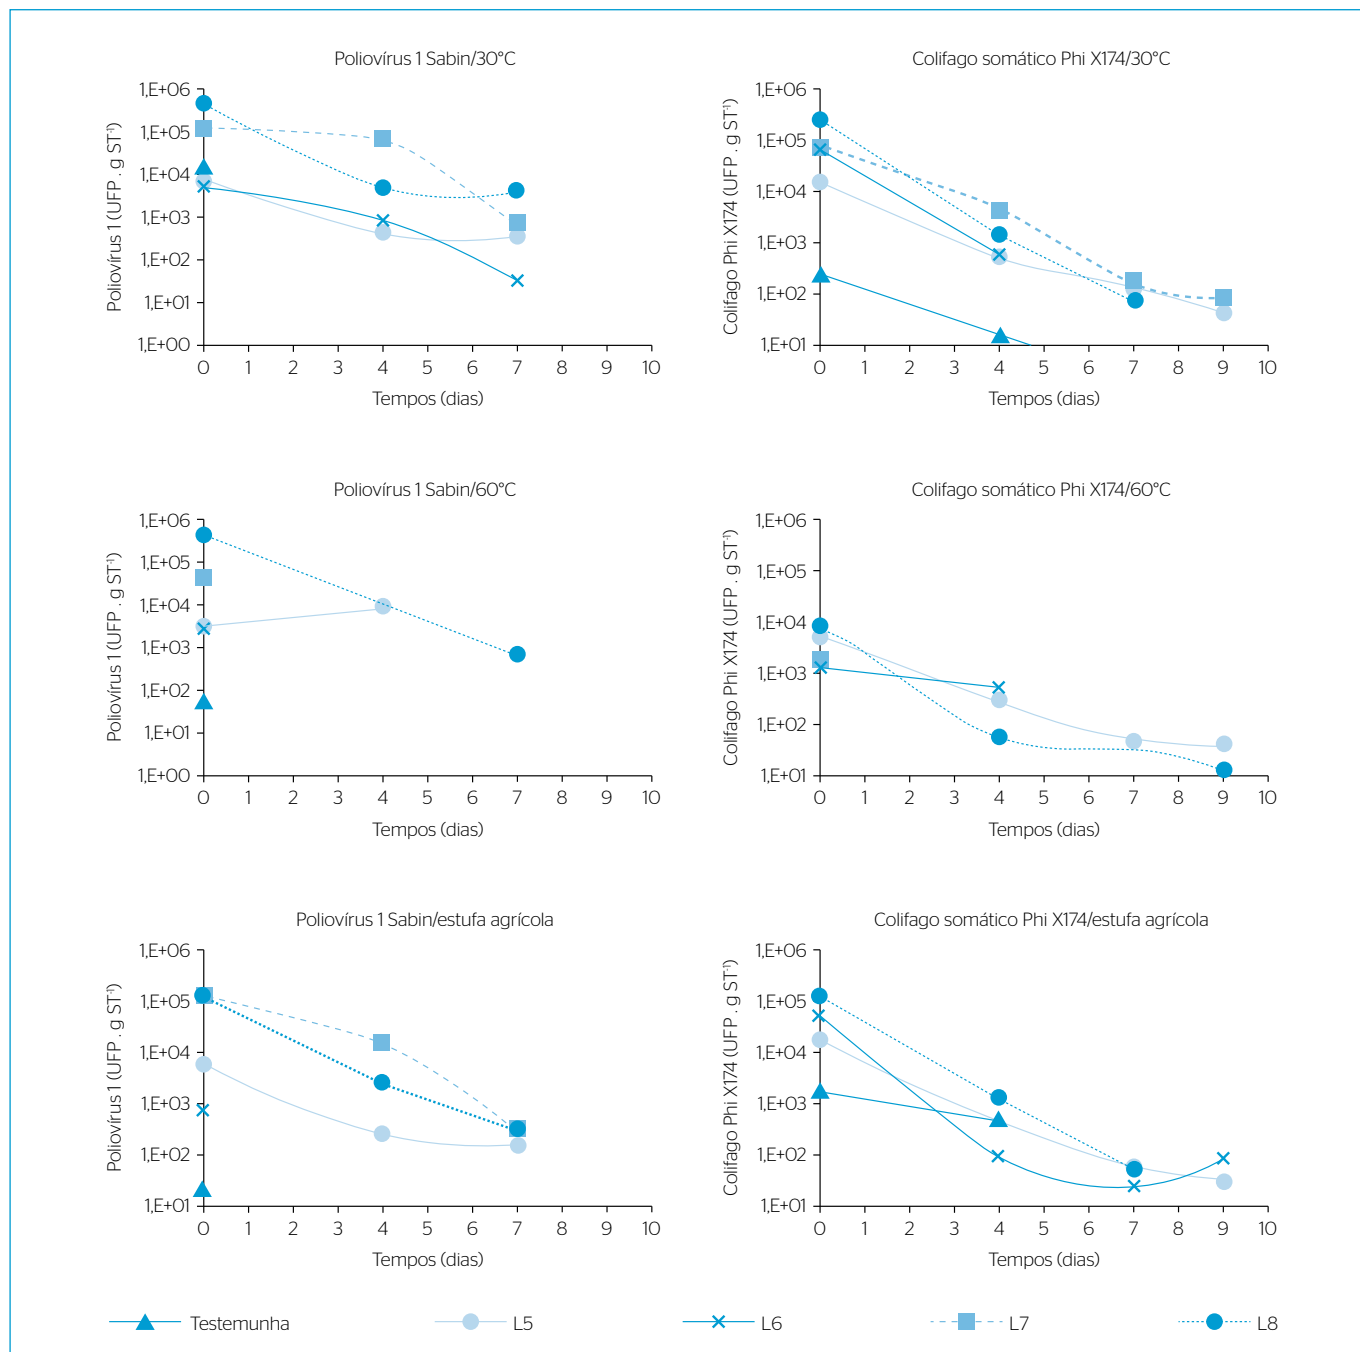 Poliovírus 1 Sabin/30°C
Poliovírus 1 (UFP . g ST-1)
1,E+06
1,E+05
1,E+04
1,E+03
1,E+02
1,E+01
1,E+00
0 1 2 3 4 5 6 7 8 9 10
Tempos (dias)
Colifago somático Phi X174/30°C
Colifago Phi X174 (UFP . g ST-1)
1,E+06
1,E+05
1,E+04
1,E+03
1,E+02
1,E+01
0 1 2 3 4 5 6 7 8 9 10
Tempos (dias)
Poliovírus 1 Sabin/60°C
Poliovírus 1 (UFP . g ST-1)
1,E+06
1,E+05
1,E+04
1,E+03
1,E+02
1,E+01
1,E+00
0 1 2 3 4 5 6 7 8 9 10
Tempos (dias)
Colifago somático Phi X174/60°C
Colifago Phi X174 (UFP . g ST-1)
1,E+06
1,E+05
1,E+04
1,E+03
1,E+02
1,E+01
0 1 2 3 4 5 6 7 8 9 10
Tempos (dias)
Poliovírus 1 Sabin/estufa agrícola
Poliovírus 1 (UFP . g ST-1)
1,E+06
1,E+05
1,E+04
1,E+03
1,E+02
1,E+01
0 1 2 3 4 5 6 7 8 9 10
Tempos (dias)
Colifago somático Phi X174/estufa agrícola
Colifago Phi X174 (UFP . g ST-1)
1,E+06
1,E+05
1,E+04
1,E+03
1,E+02
1,E+01
0 1 2 3 4 5 6 7 8 9 10
Tempos (dias)
Testemunha L5 L6 L7 L8